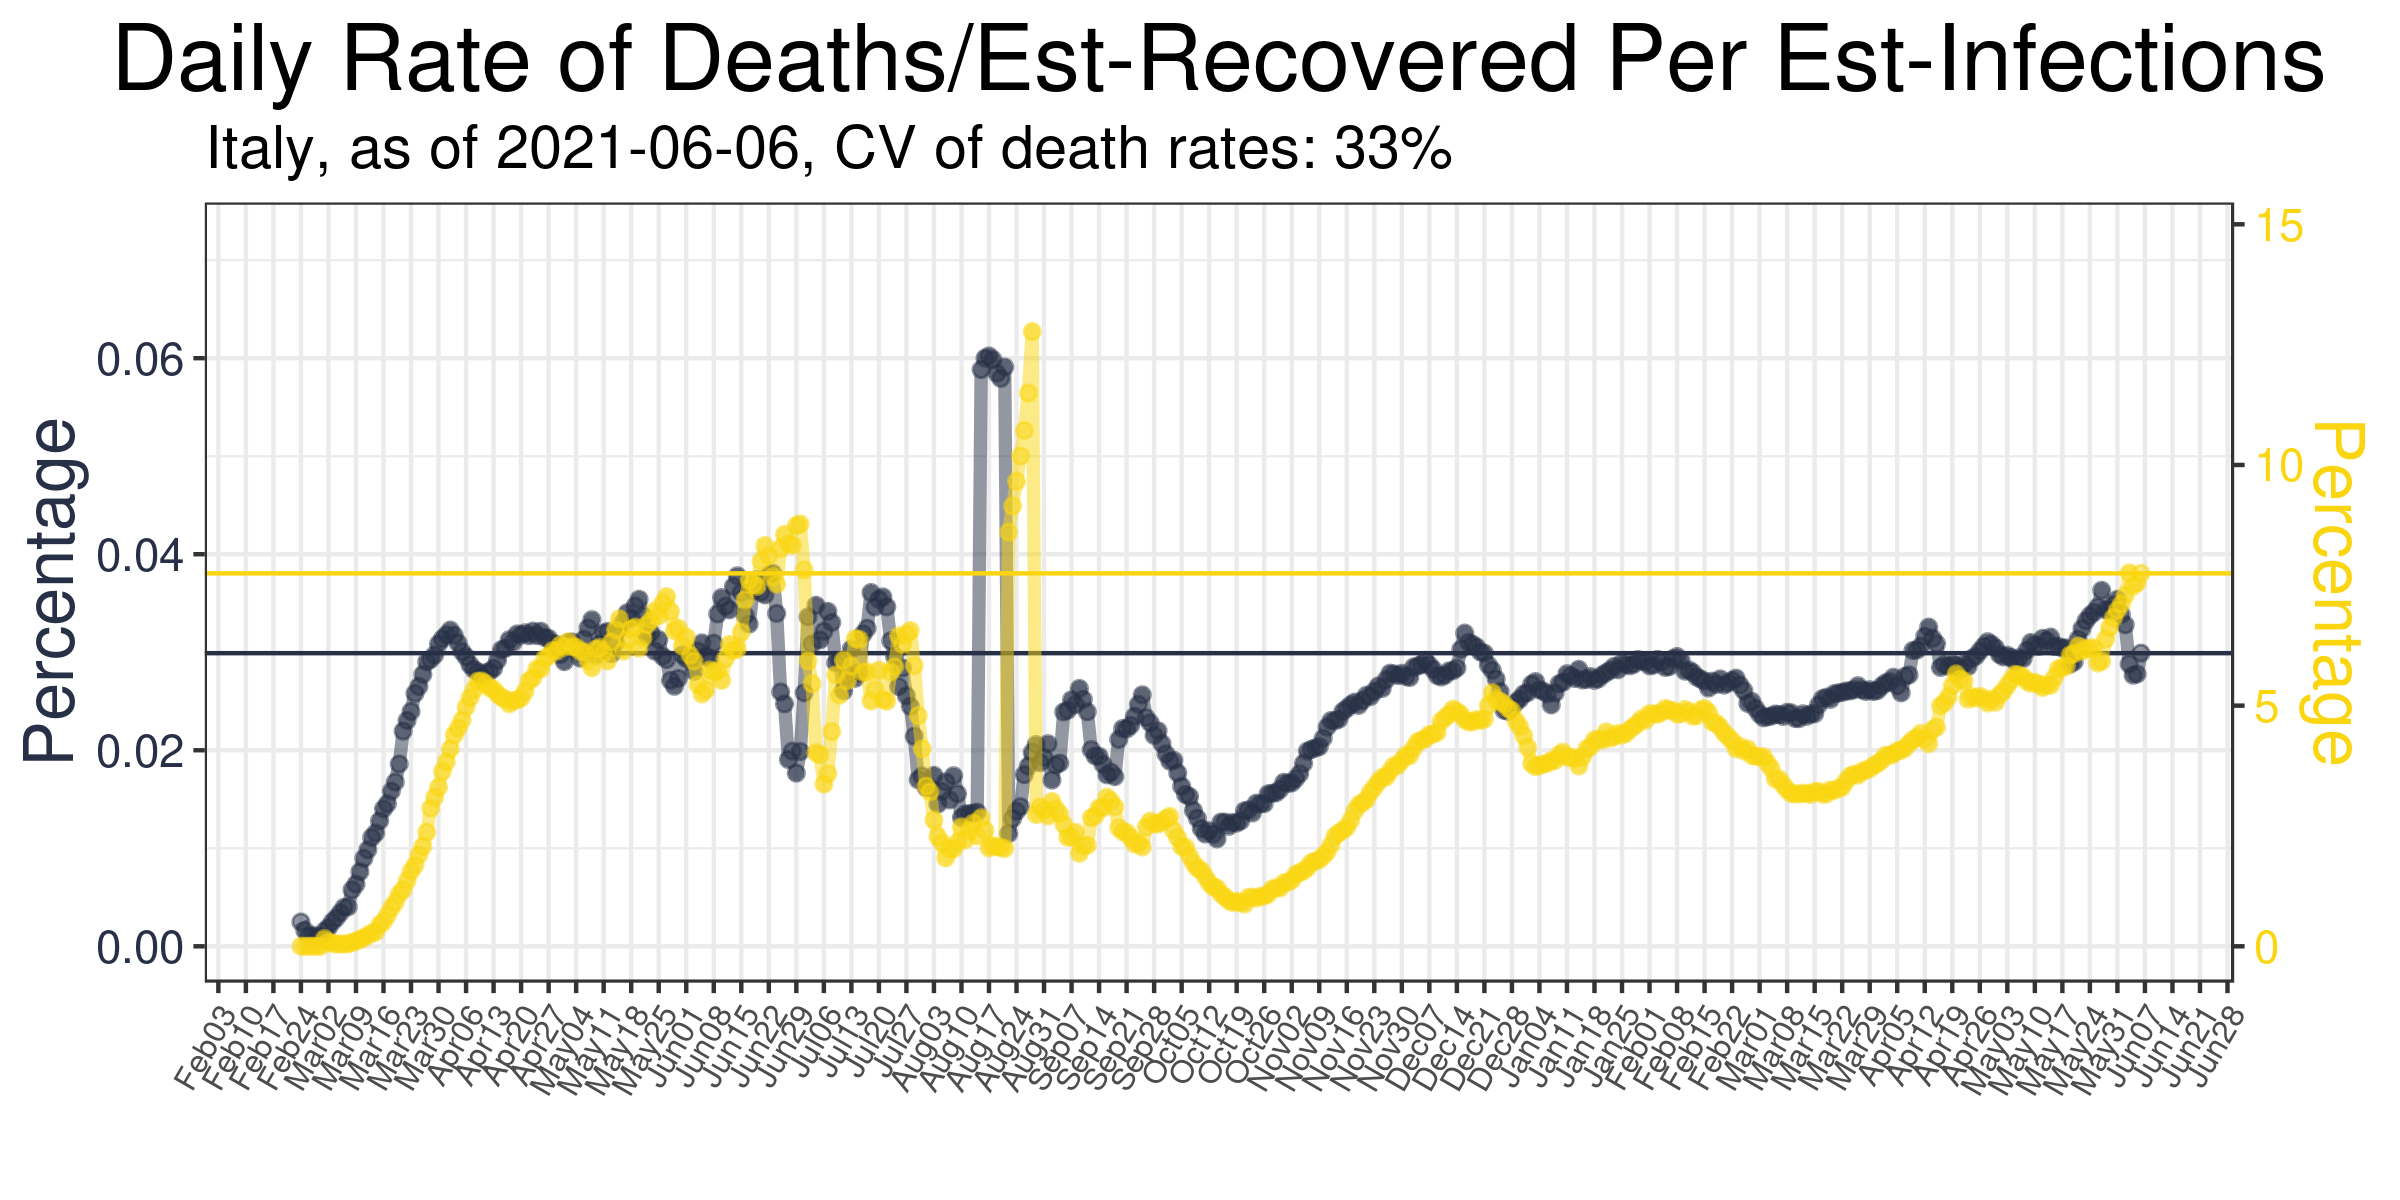 Daily Rate of Deaths/Est-Recovered Per Est-Infections
Italy, as of 2021-06-06, CV of death rates: 33%
Percentage
0.06
0.04
0.02
0.00
15
10
5
0
Percentage
Feb03
Feb10
Feb17
Feb24
Mar02
Mar09
Mar16
Mar23
Mar30
Apr06
Apr13
Apr20
Apr27
May04
May11
May18
May25
Jun01
Jun08
Jun15
Jun22
Jun29
Jul06
Jul13
Jul20
Jul27
Aug03
Aug10
Aug17
Aug24
Aug31
Sep07
Sep14
Sep21
Sep28
Oct05
Oct12
Oct19
Oct26
Nov02
Nov09
Nov16
Nov23
Nov30
Dec07
Dec14
Dec21
Dec28
Jan04
Jan11
Jan18
Jan25
Feb01
Feb08
Feb15
Feb22
Mar01
Mar08
Mar15
Mar22
Mar29
Apr05
Apr12
Apr19
Apr26
May03
May10
May17
May24
May31
Jun07
Jun14
Jun21
Jun28